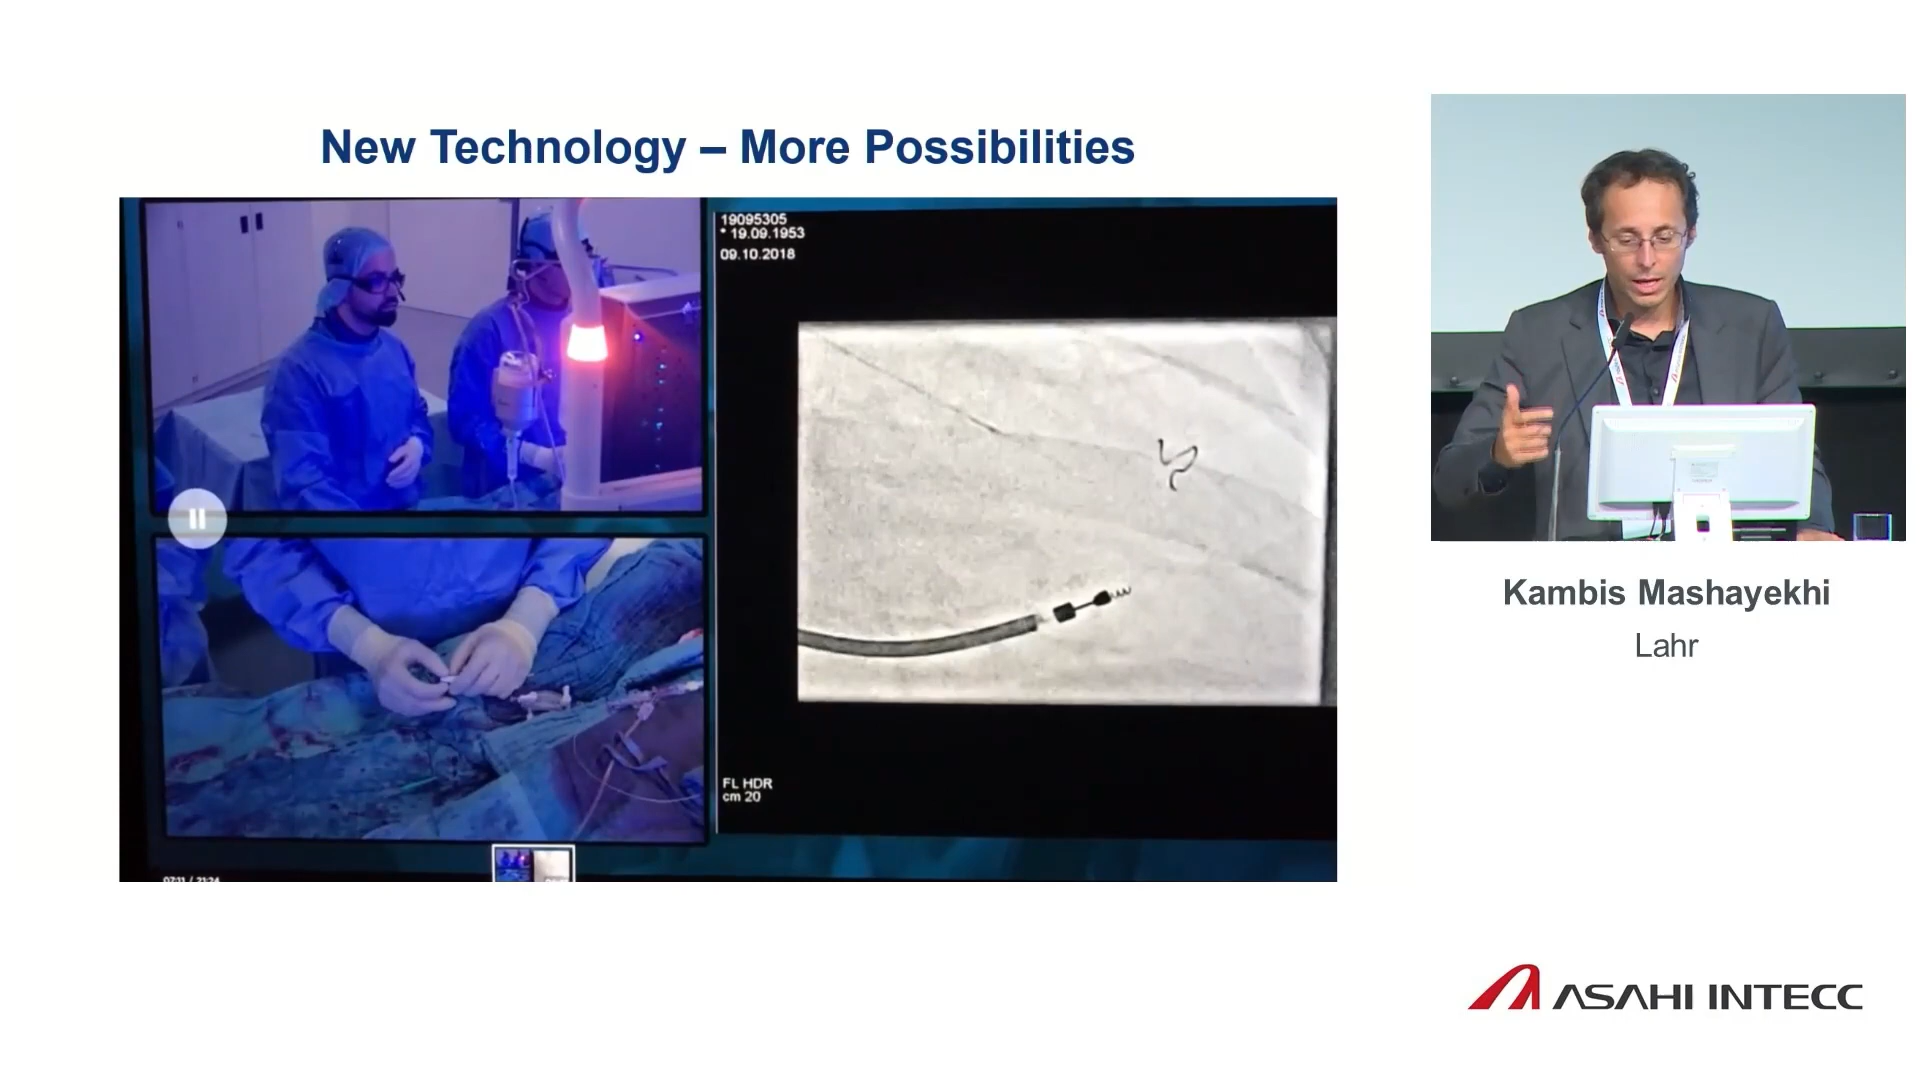 New Technology – More Possibilities
19095305
* 19.09.1953
09.10.2018
FL HDR
cm 20
Kambis Mashayekhi
Lahr
ASAHI INTECC